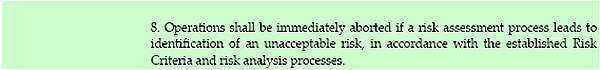 8. Operations shall be immediately aborted if a risk assessment process leads to
identification of an unacceptable risk, in accordance with the established Risk
Criteria and risk analysis processes.